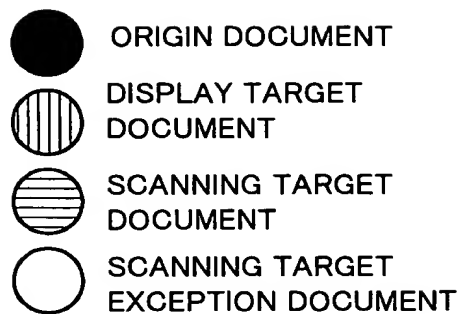 ORIGIN DOCUMENT
DISPLAY TARGET
DOCUMENT
SCANNING TARGET
DOCUMENT
SCANNING TARGET
EXCEPTION DOCUMENT